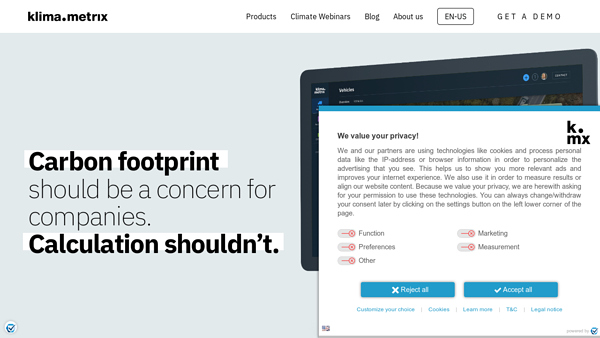 klima.metrix
Products
Climate Webinars
Blog
About us
EN-US
GET A DEMO
klima.
metrix
Vehicles
Carbon footprint
should be a concern for
companies.
Calculation shouldn't.
k.
mx
We value your privacy!
We and our partners are using technologies like cookies and process personal
data like the IP-address or browser information in order to personalize the
advertising that you see. This helps us to show you more relevant ads and
improves your internet experience. We also use it in order to measure results or
align our website content. Because we value your privacy, we are herewith asking
for your permission to use these technologies. You can always change/withdraw
your consent later by clicking on the settings button on the left lower corner of the
page.
Function
Marketing
Preferences
Measurement
Other
Reject all
Accept all
Customize your choice | Cookies | Learn more | T&C | Legal notice
powered by